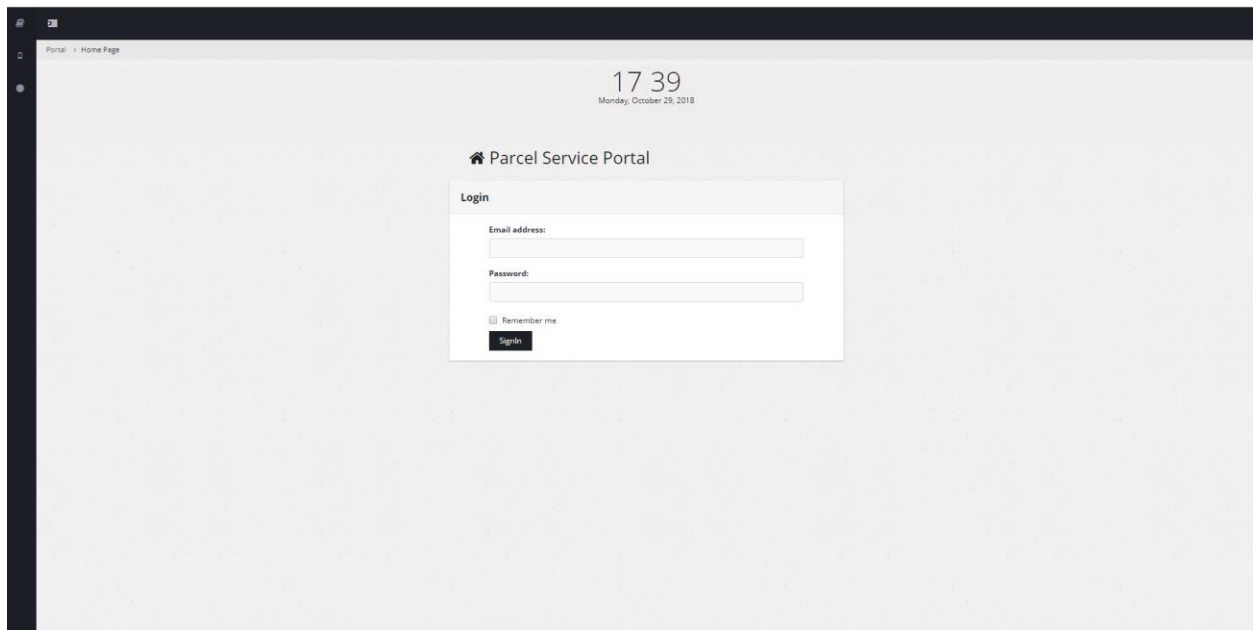 Portal > Home Page
17 39
Monday, October 29, 2018
Parcel Service Portal
Login
Email address:
Password:
Remember me
SignIn